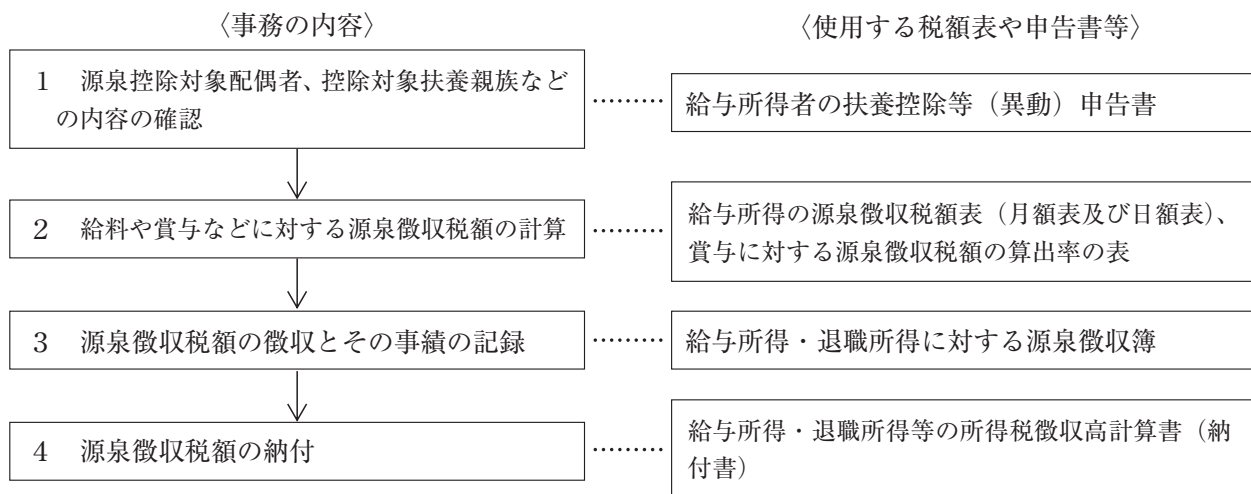 〈事務の内容〉
〈使用する税額表や申告書等〉
1　源泉控除対象配偶者、控除対象扶養親族など
の内容の確認
給与所得者の扶養控除等（異動）申告書
2　給料や賞与などに対する源泉徴収税額の計算
給与所得の源泉徴収税額表（月額表及び日額表）、
賞与に対する源泉徴収税額の算出率の表
3　源泉徴収税額の徴収とその事績の記録
給与所得・退職所得に対する源泉徴収簿
4　源泉徴収税額の納付
給与所得・退職所得等の所得税徴収高計算書（納
付書）